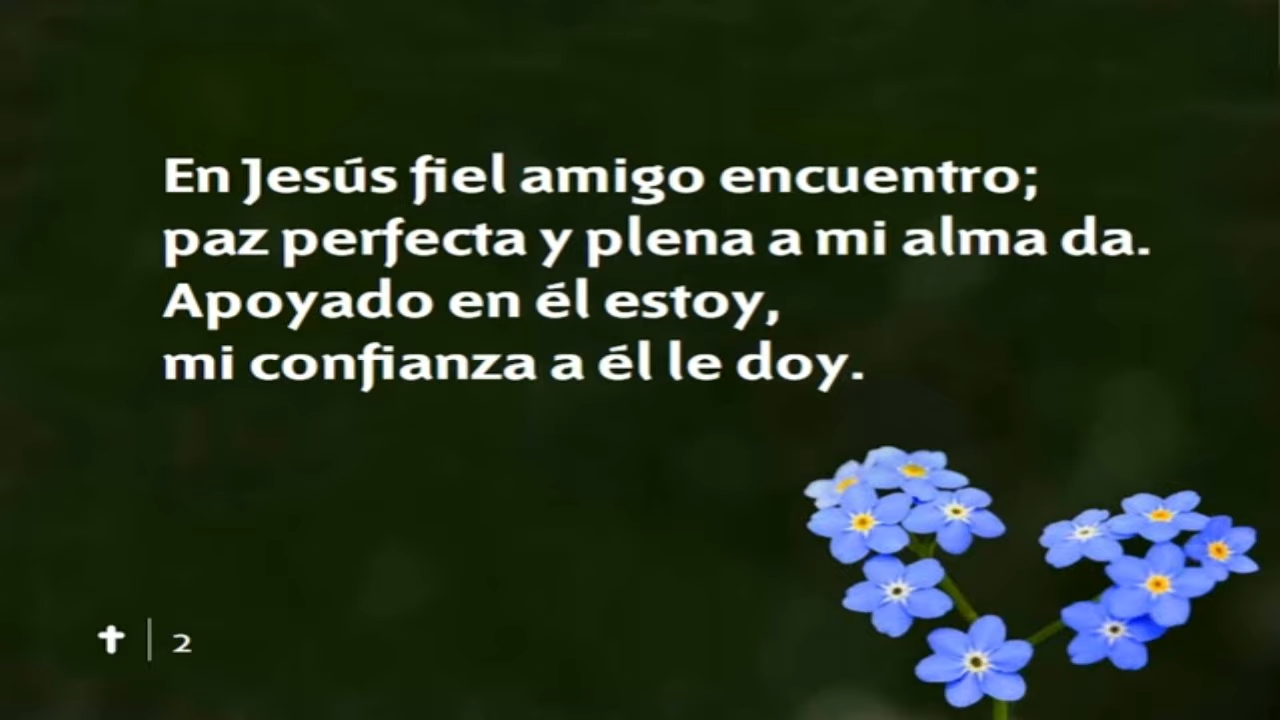 En Jesús fiel amigo encuentro;
paz perfecta y plena a mi alma da.
Apoyado en él estoy,
mi confianza a él le doy.
2